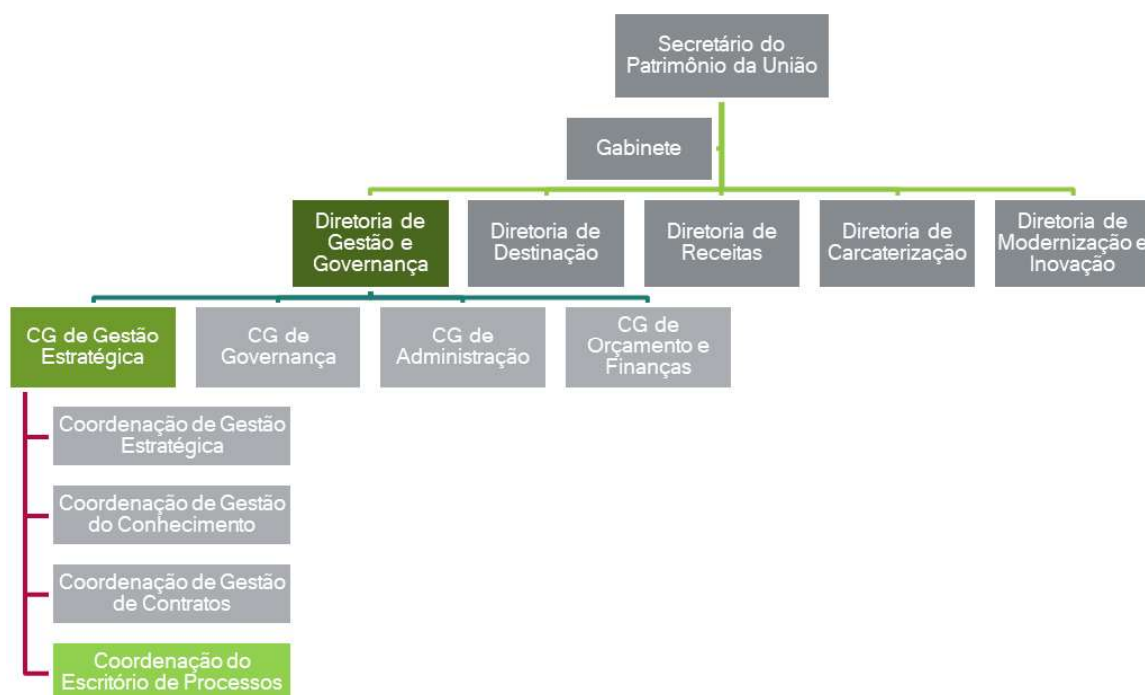 Secretário do
Patrimônio da União
Gabinete
Diretoria de
Gestão e
Governança
Diretoria de
Destinação
Diretoria de
Receitas
Diretoria de
Carcaterização
Diretoria de
Modernização e
Inovação
CG de Gestão
Estratégica
CG de
Governança
CG de
Administração
CG de
Orçamento e
Finanças
Coordenação de Gestão
Estratégica
Coordenação de Gestão
do Conhecimento
Coordenação de Gestão
de Contratos
Coordenação do
Escritório de Processos